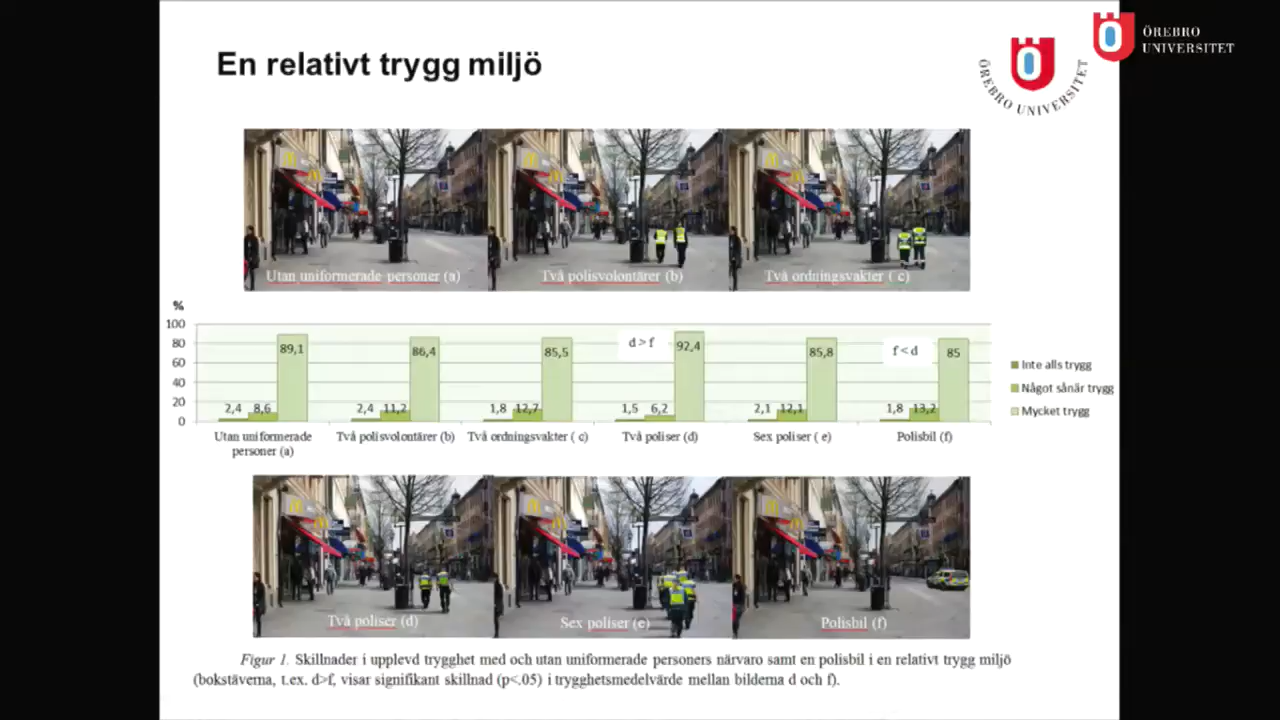 En relativt trygg miljö
ÖREBRO UNIVERSITET
ÖREBRO
UNIVERSITET
Utan uniformerade personer (a)
Två polisvolontärer (b)
Två ordningsvakter ( c)
%
100
80
60
40
20
0
2,4 8,6 89,1
2,4 11,2 86,4
1,8 12,7 85,5
d > f
1,5 6,2 92,4
2,1 12,1 85,8
f < d
1,8 13,2 85
Inte alls trygg
Något sånär trygg
Mycket trygg
Utan uniformerade
personer (a)
Två polisvolontärer (b)
Två ordningsvakter ( c)
Två poliser (d)
Sex poliser ( e)
Polisbil (f)
Två poliser (d)
Sex poliser (e)
Polisbil (f)
Figur 1. Skillnader i upplevd trygghet med och utan uniformerade personers närvaro samt en polisbil i en relativt trygg miljö
(bokstäverna, t.ex. d>f, visar signifikant skillnad (p<.05) i trygghetsmedelvärde mellan bilderna d och f).